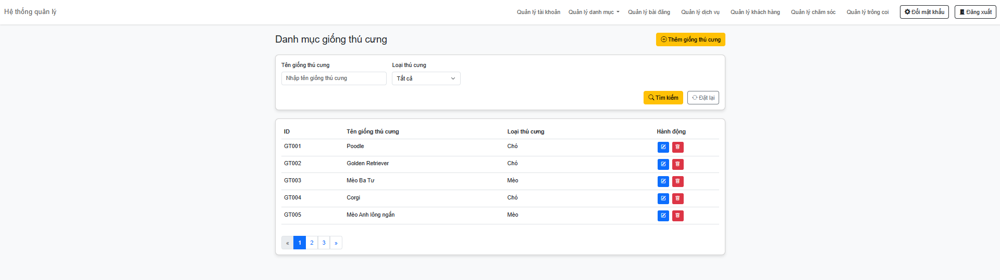 Hệ thống quản lý
Quản lý tài khoản Quản lý danh mục Quản lý bài đăng Quản lý dịch vụ Quản lý khách hàng Quản lý chăm sóc Quản lý trông coi Đổi mật khẩu Đăng xuất
Danh mục giống thú cưng
Thêm giống thú cưng
Tên giống thú cưng Loại thú cưng
Nhập tên giống thú cưng Tất cả
Tìm kiếm Đặt lại
ID Tên giống thú cưng Loại thú cưng Hành động
GT001 Poodle Chó
GT002 Golden Retriever Chó
GT003 Mèo Ba Tư Mèo
GT004 Corgi Chó
GT005 Mèo Anh lông ngắn Mèo
« 1 2 3 »